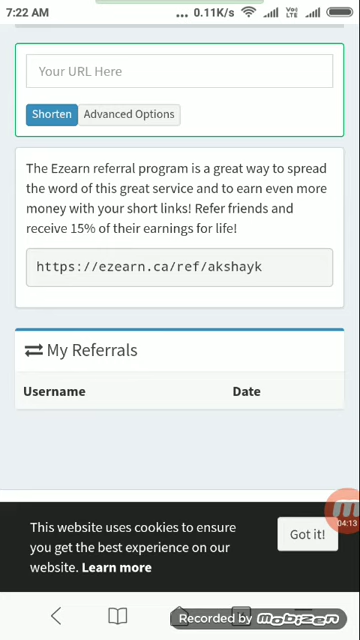 7:22 AM ... 0.11K/s Vo) LTE
Your URL Here
Shorten Advanced Options
The Ezearn referral program is a great way to spread
the word of this great service and to earn even more
money with your short links! Refer friends and
receive 15% of their earnings for life!
https://ezearn.ca/ref/akshayk
My Referrals
Username Date
04:13
This website uses cookies to ensure
you get the best experience on our
website. Learn more
Got it!
Recorded by Mobizen